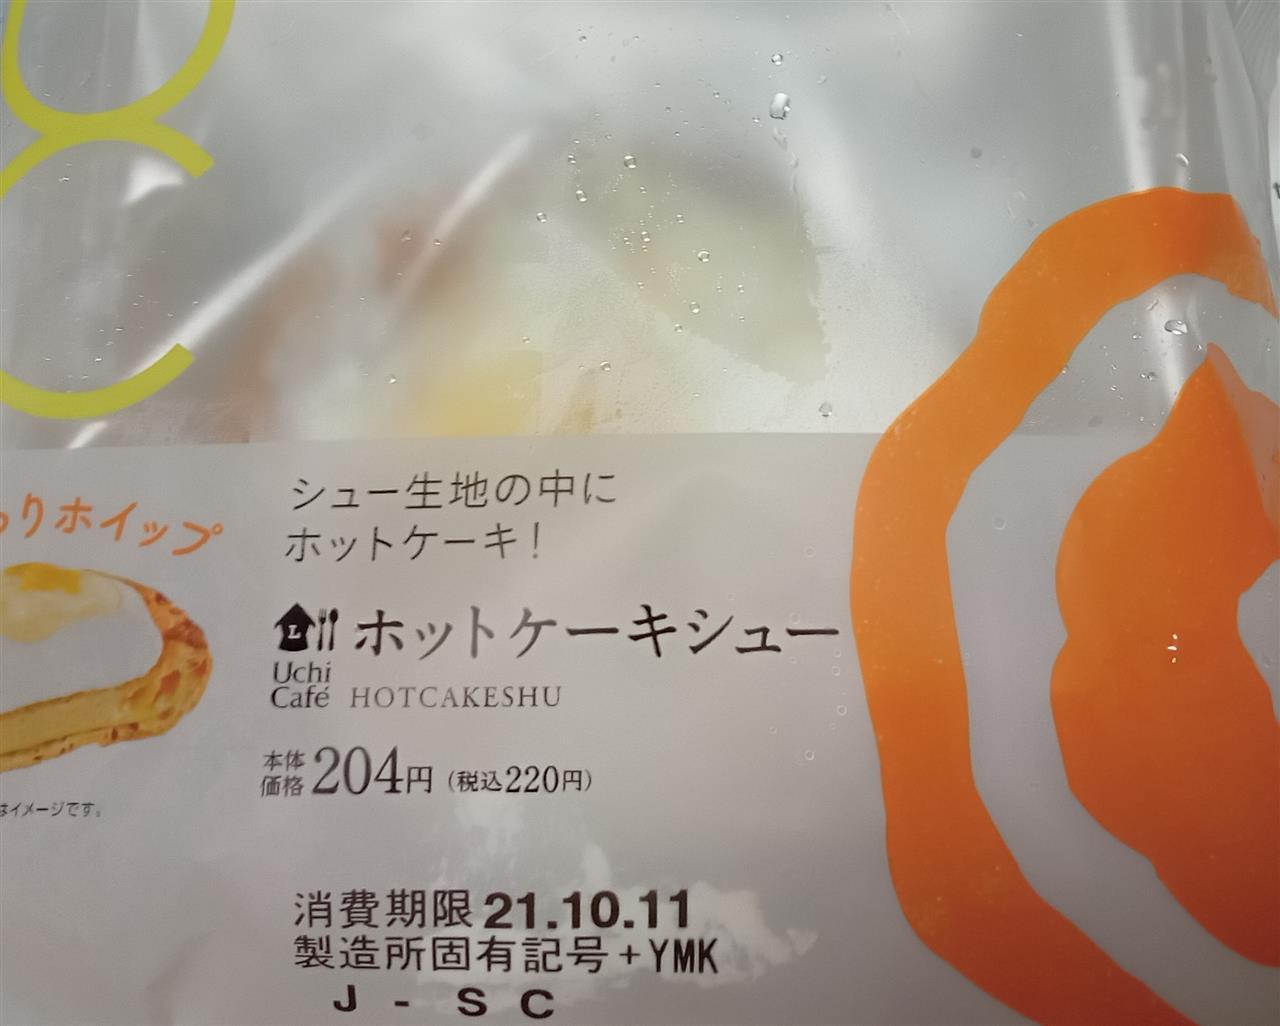 りホイップ
シュー生地の中に
ホットケーキ!
L
ホットケーキシュー
Uchi
Café HOTCAKESHU
本体
価格 204円 (税込220円)
はイメージです。
消費期限 21.10.11
製造所固有記号+YMK
J - S C